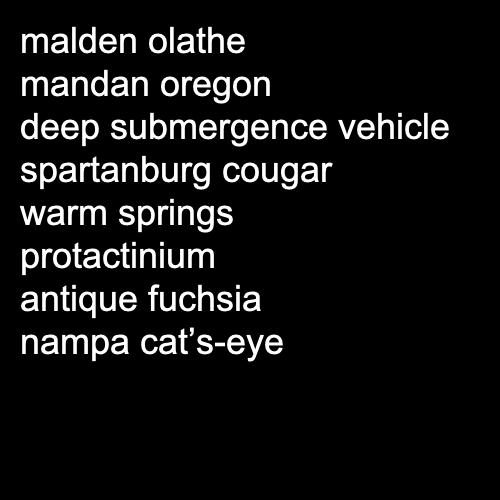 malden olathe
mandan oregon
deep submergence vehicle
spartanburg cougar
warm springs
protactinium
antique fuchsia
nampa cat’s-eye